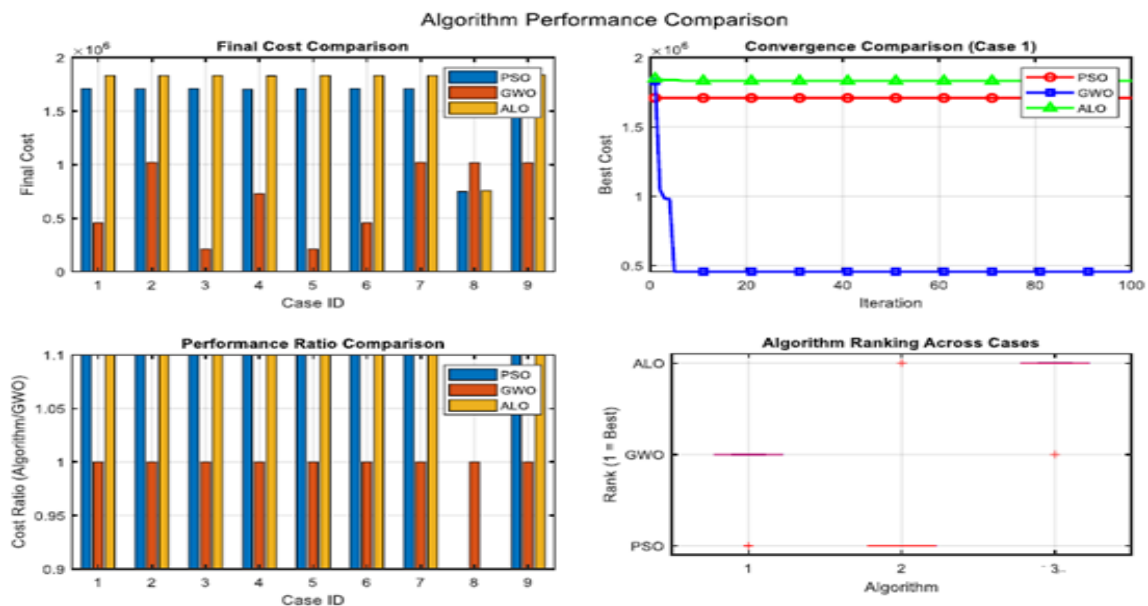 Algorithm Performance Comparison
Final Cost Comparison
×10⁶
2
1.5
1
0.5
0
Final Cost
1 2 3 4 5 6 7 8 9
Case ID
PSO
GWO
ALO
Convergence Comparison (Case 1)
×10⁶
2
1.5
1
0.5
Best Cost
0 20 40 60 80 100
Iteration
PSO
GWO
ALO
Performance Ratio Comparison
1.1
1.05
1
0.95
0.9
Cost Ratio (Algorithm/GWO)
1 2 3 4 5 6 7 8 9
Case ID
PSO
GWO
ALO
Algorithm Ranking Across Cases
ALO
GWO
PSO
Rank (1 = Best)
1 2 3
Algorithm